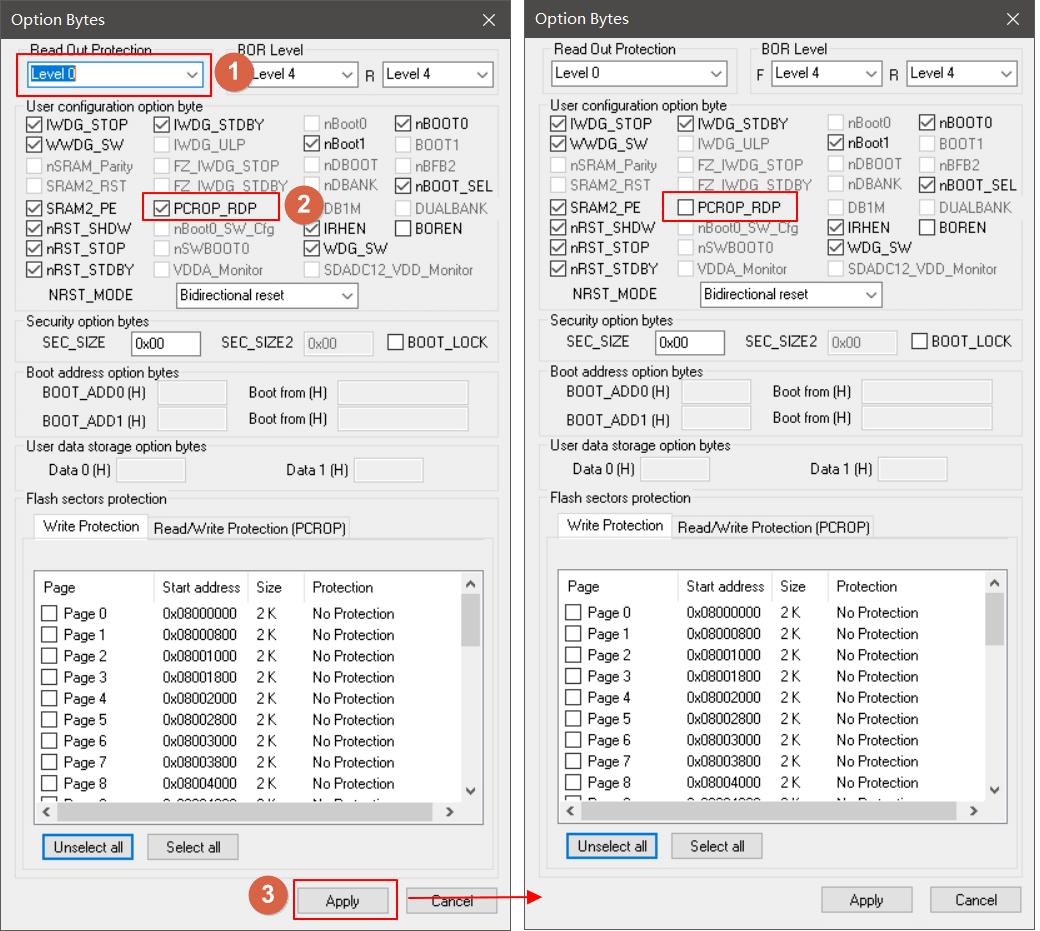 Option Bytes
Read Out Protection BOR Level
Level 0 1 Level 4 R Level 4
User configuration option byte
IWDG_STOP IWDG_STDBY nBoot0 nBOOT0
WWDG_SW IWDG_ULP nBoot1 BOOT1
nSRAM_Parity FZ_IWDG_STOP nDBOOT nBFB2
SRAM2_RST FZ_IWDG_STDBY nDBANK nBOOT_SEL
SRAM2_PE PCROP_RDP 2 DB1M DUALBANK
nRST_SHDW nBoot0_SW_Cfg IRHEN BOREN
nRST_STOP nSWBOOT0 WDG_SW
nRST_STDBY VDDA_Monitor SDADC12_VDD_Monitor
NRST_MODE Bidirectional reset
Security option bytes
SEC_SIZE 0x00 SEC_SIZE2 0x00 BOOT_LOCK
Boot address option bytes
BOOT_ADD0 (H) Boot from (H)
BOOT_ADD1 (H) Boot from (H)
User data storage option bytes
Data 0 (H) Data 1 (H)
Flash sectors protection
Write Protection Read/Write Protection (PCROP)
Page Start address Size Protection
Page 0 0x08000000 2 K No Protection
Page 1 0x08000800 2 K No Protection
Page 2 0x08001000 2 K No Protection
Page 3 0x08001800 2 K No Protection
Page 4 0x08002000 2 K No Protection
Page 5 0x08002800 2 K No Protection
Page 6 0x08003000 2 K No Protection
Page 7 0x08003800 2 K No Protection
Page 8 0x08004000 2 K No Protection
Unselect all Select all
3 Apply Cancel
Option Bytes
Read Out Protection BOR Level
Level 0 F Level 4 R Level 4
User configuration option byte
IWDG_STOP IWDG_STDBY nBoot0 nBOOT0
WWDG_SW IWDG_ULP nBoot1 BOOT1
nSRAM_Parity FZ_IWDG_STOP nDBOOT nBFB2
SRAM2_RST FZ_IWDG_STDBY nDBANK nBOOT_SEL
SRAM2_PE PCROP_RDP DB1M DUALBANK
nRST_SHDW nBoot0_SW_Cfg IRHEN BOREN
nRST_STOP nSWBOOT0 WDG_SW
nRST_STDBY VDDA_Monitor SDADC12_VDD_Monitor
NRST_MODE Bidirectional reset
Security option bytes
SEC_SIZE 0x00 SEC_SIZE2 0x00 BOOT_LOCK
Boot address option bytes
BOOT_ADD0 (H) Boot from (H)
BOOT_ADD1 (H) Boot from (H)
User data storage option bytes
Data 0 (H) Data 1 (H)
Flash sectors protection
Write Protection Read/Write Protection (PCROP)
Page Start address Size Protection
Page 0 0x08000000 2 K No Protection
Page 1 0x08000800 2 K No Protection
Page 2 0x08001000 2 K No Protection
Page 3 0x08001800 2 K No Protection
Page 4 0x08002000 2 K No Protection
Page 5 0x08002800 2 K No Protection
Page 6 0x08003000 2 K No Protection
Page 7 0x08003800 2 K No Protection
Page 8 0x08004000 2 K No Protection
Unselect all Select all
Apply Cancel